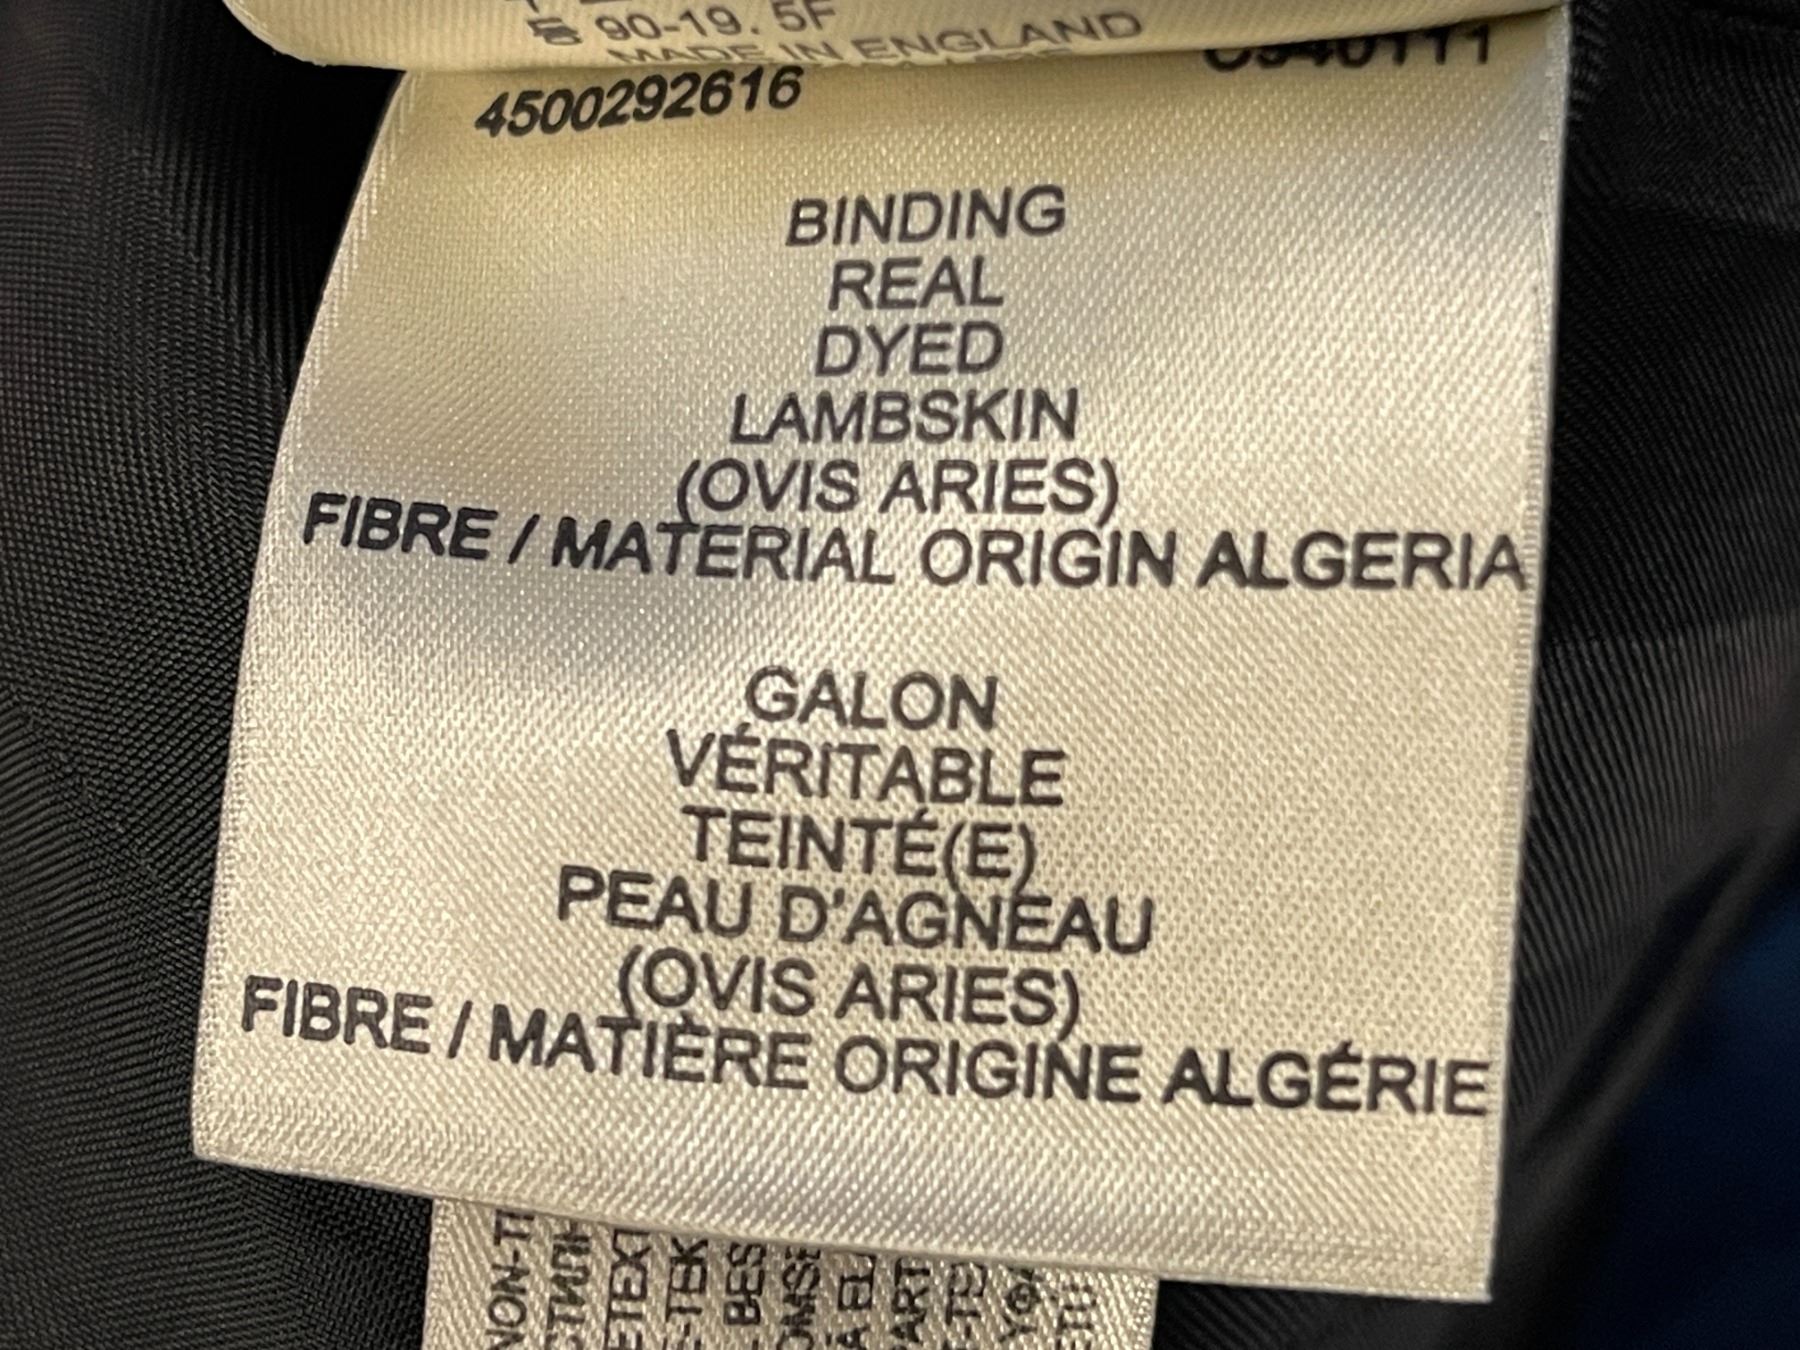 90-19. 5F
MADE IN ENGLAND
4500292616
BINDING
REAL
DYED
LAMBSKIN
(OVIS ARIES)
FIBRE / MATERIAL ORIGIN ALGERIA
GALON
VÉRITABLE
TEINTÉ(E)
PEAU D'AGNEAU
(OVIS ARIES)
FIBRE / MATIÈRE ORIGINE ALGÉRIE